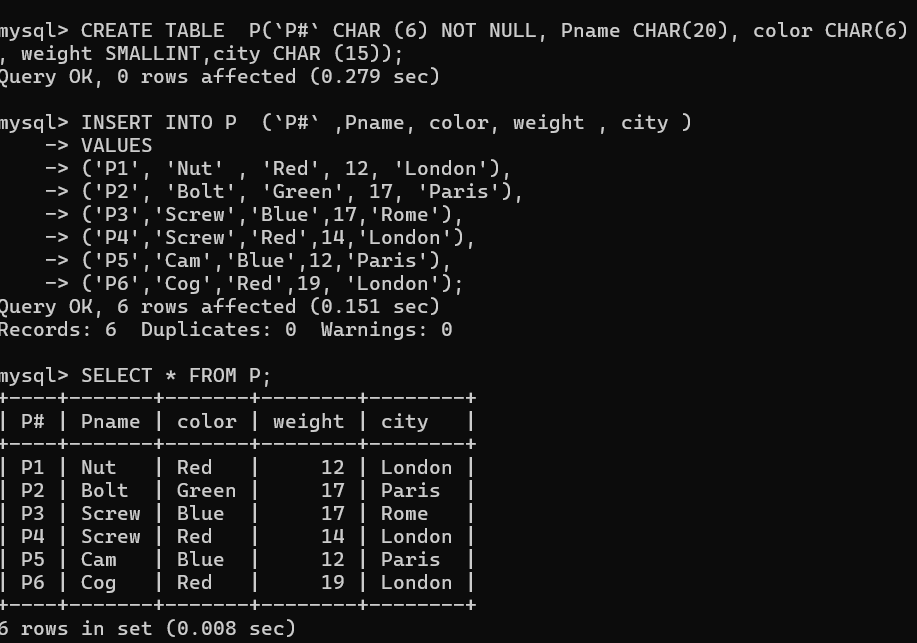 mysql> CREATE TABLE  P(`P#` CHAR (6) NOT NULL, Pname CHAR(20), color CHAR(6)
, weight SMALLINT,city CHAR (15));
Query OK, 0 rows affected (0.279 sec)

mysql> INSERT INTO P  (`P#` ,Pname, color, weight , city )
    -> VALUES
    -> ('P1', 'Nut' , 'Red', 12, 'London'),
    -> ('P2', 'Bolt', 'Green', 17, 'Paris'),
    -> ('P3','Screw','Blue',17,'Rome'),
    -> ('P4','Screw','Red',14,'London'),
    -> ('P5','Cam','Blue',12,'Paris'),
    -> ('P6','Cog','Red',19, 'London');
Query OK, 6 rows affected (0.151 sec)
Records: 6  Duplicates: 0  Warnings: 0

mysql> SELECT * FROM P;
+----+-------+-------+--------+--------+
| P# | Pname | color | weight | city   |
+----+-------+-------+--------+--------+
| P1 | Nut   | Red   |     12 | London |
| P2 | Bolt  | Green |     17 | Paris  |
| P3 | Screw | Blue  |     17 | Rome   |
| P4 | Screw | Red   |     14 | London |
| P5 | Cam   | Blue  |     12 | Paris  |
| P6 | Cog   | Red   |     19 | London |
+----+-------+-------+--------+--------+
6 rows in set (0.008 sec)